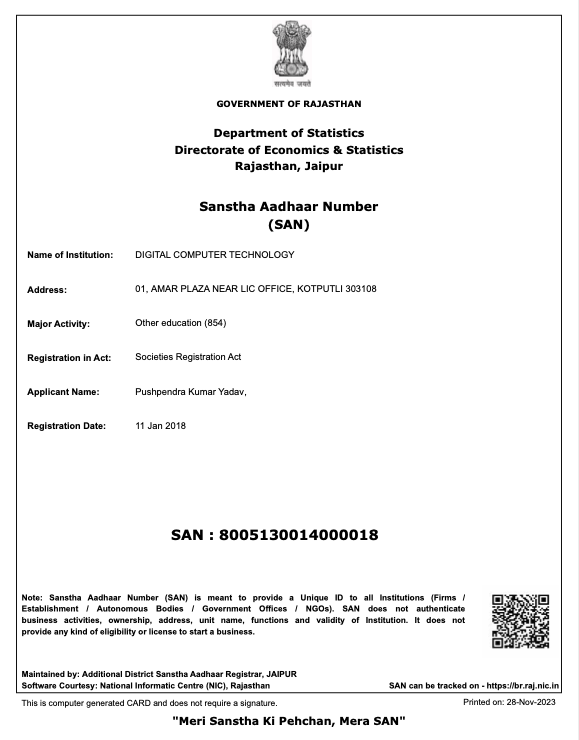 सत्यमेव जयते
GOVERNMENT OF RAJASTHAN
Department of Statistics
Directorate of Economics & Statistics
Rajasthan, Jaipur
Sanstha Aadhaar Number
(SAN)
Name of Institution: DIGITAL COMPUTER TECHNOLOGY
Address: 01, AMAR PLAZA NEAR LIC OFFICE, KOTPUTLI 303108
Major Activity: Other education (854)
Registration in Act: Societies Registration Act
Applicant Name: Pushpendra Kumar Yadav,
Registration Date: 11 Jan 2018
SAN : 8005130014000018
Note: Sanstha Aadhaar Number (SAN) is meant to provide a Unique ID to all Institutions (Firms /
Establishment / Autonomous Bodies / Government Offices / NGOs). SAN does not authenticate
business activities, ownership, address, unit name, functions and validity of Institution. It does not
provide any kind of eligibility or license to start a business.
Maintained by: Additional District Sanstha Aadhaar Registrar, JAIPUR
Software Courtesy: National Informatic Centre (NIC), Rajasthan SAN can be tracked on - https://br.raj.nic.in
This is computer generated CARD and does not require a signature. Printed on: 28-Nov-2023
"Meri Sanstha Ki Pehchan, Mera SAN"